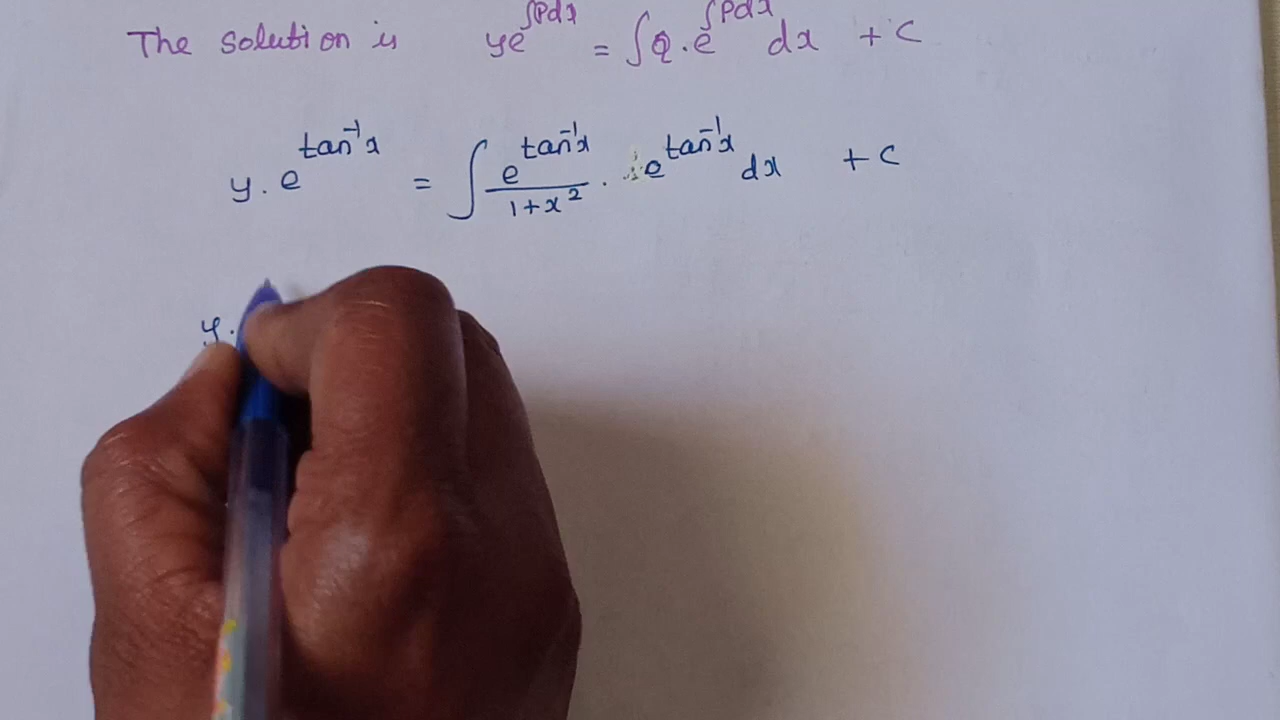 The solution is ye^∫Pdx = ∫Q.e^∫Pdx dx + C
y.e^tan⁻¹x = ∫ e^tan⁻¹x/1+x² . e^tan⁻¹x dx + C
y.